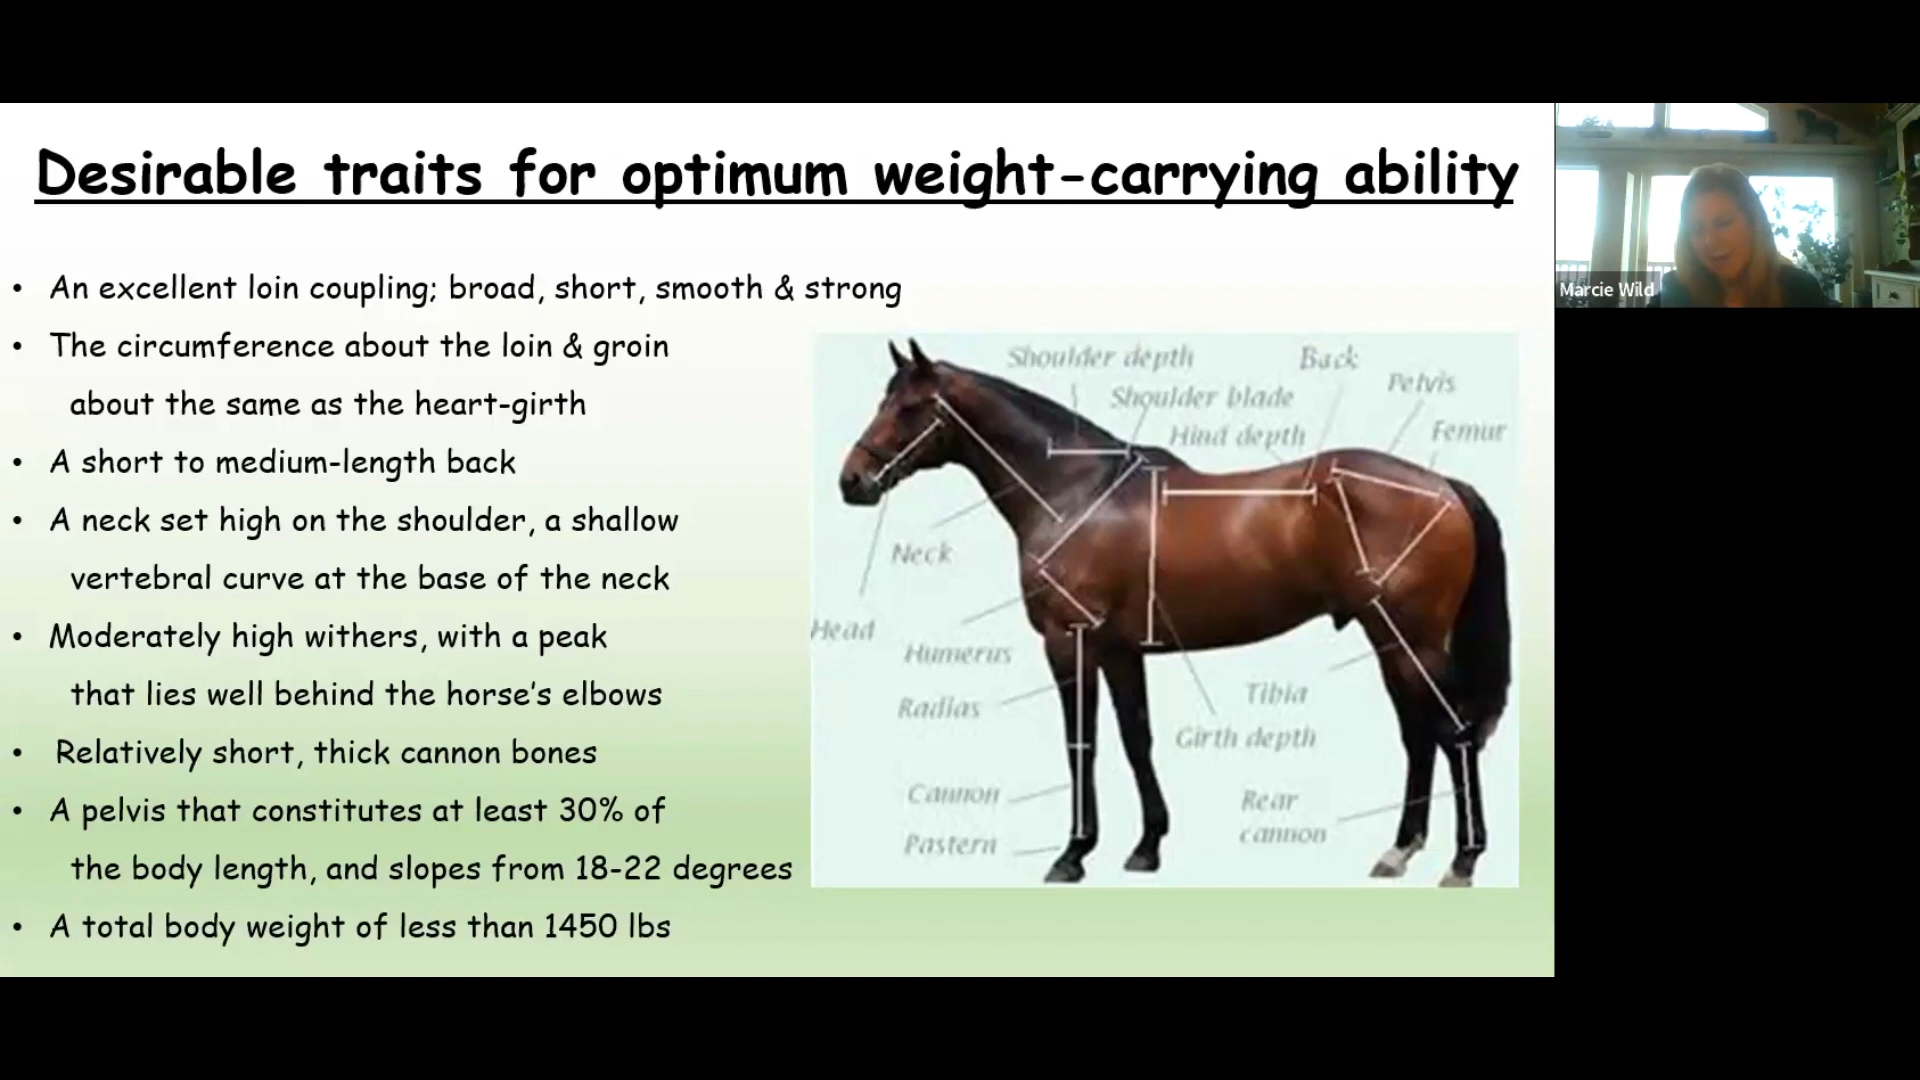 Desirable traits for optimum weight-carrying ability
• An excellent loin coupling; broad, short, smooth & strong
• The circumference about the loin & groin
about the same as the heart-girth
• A short to medium-length back
• A neck set high on the shoulder, a shallow
vertebral curve at the base of the neck
• Moderately high withers, with a peak
that lies well behind the horse's elbows
• Relatively short, thick cannon bones
• A pelvis that constitutes at least 30% of
the body length, and slopes from 18-22 degrees
• A total body weight of less than 1450 lbs
Shoulder depth
Back
Pelvis
Shoulder blade
Hind depth
Femur
Neck
Head
Humerus
Radias
Tibia
Girth depth
Cannon
Rear
cannon
Pastern
Marcie Wild